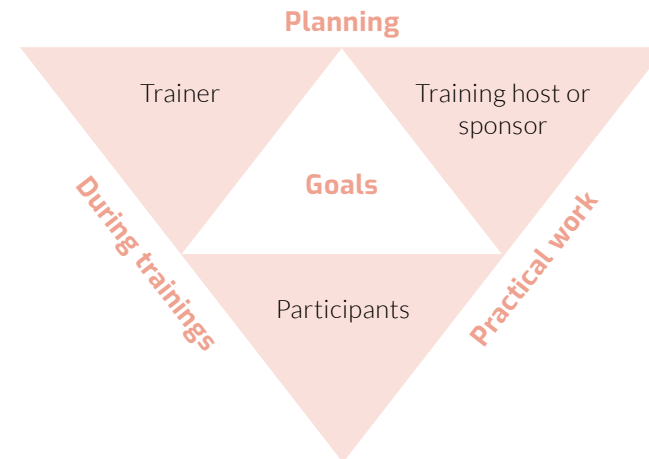 Planning
Trainer
Training host or
sponsor
Goals
During trainings
Practical work
Participants